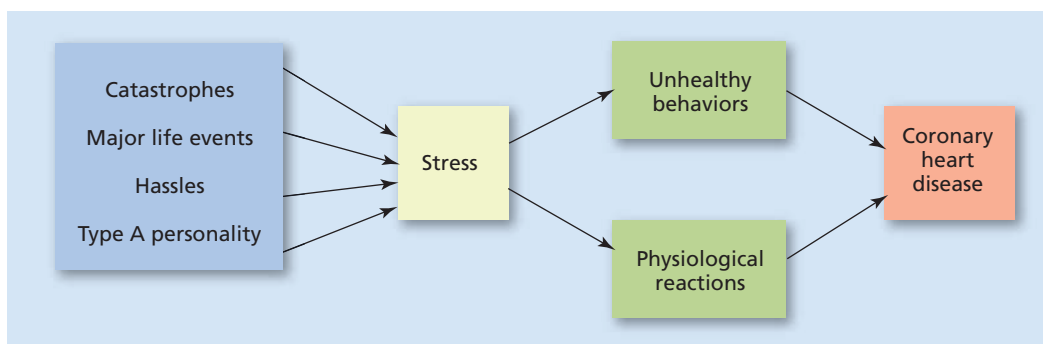 Catastrophes
Major life events
Hassles
Type A personality
Stress
Unhealthy
behaviors
Physiological
reactions
Coronary
heart
disease